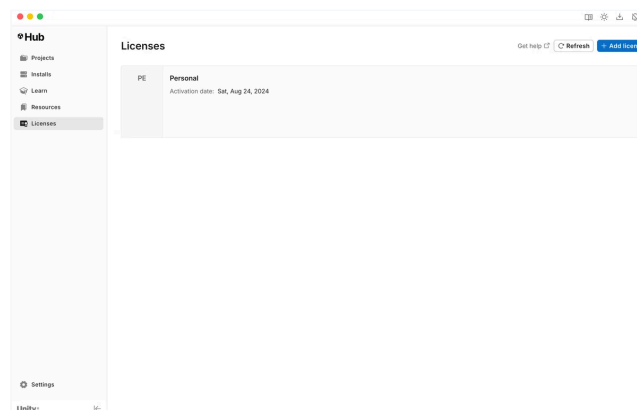 Hub
Licenses
Get help
Refresh
+ Add licen
Projects
Installs
Learn
Resources
Licenses
PE
Personal
Activation date: Sat, Aug 24, 2024
Settings
Unity